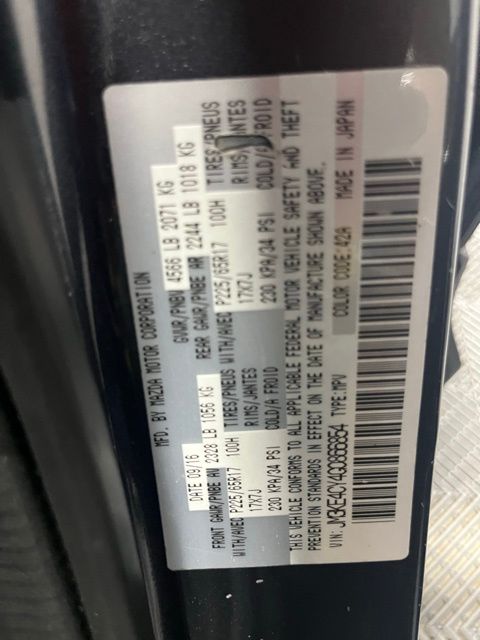 MFD. BY MAZDA MOTOR CORPORATION
DATE 09/16 GVWR/PNBV 4566 LB 2071 KG
FRONT GAWR/PNBE AV 2328 LB 1056 KG REAR GAWR/PNBE AR 2244 LB 1018 KG
WITH/AVEC P225/65R17 100H TIRES/PNEUS WITH/AVEC P225/65R17 100H TIRES/PNEUS
17X7J RIMS/JANTES 17X7J RIMS/JANTES
230 KPA/34 PSI COLD/A FROID 230 KPA/34 PSI COLD/A FROID
THIS VEHICLE CONFORMS TO ALL APPLICABLE FEDERAL MOTOR VEHICLE SAFETY AND THEFT
PREVENTION STANDARDS IN EFFECT ON THE DATE OF MANUFACTURE SHOWN ABOVE.
COLOR CODE:42A MADE IN JAPAN
VIN: JM3KE4CY4G0866854 TYPE:MPV